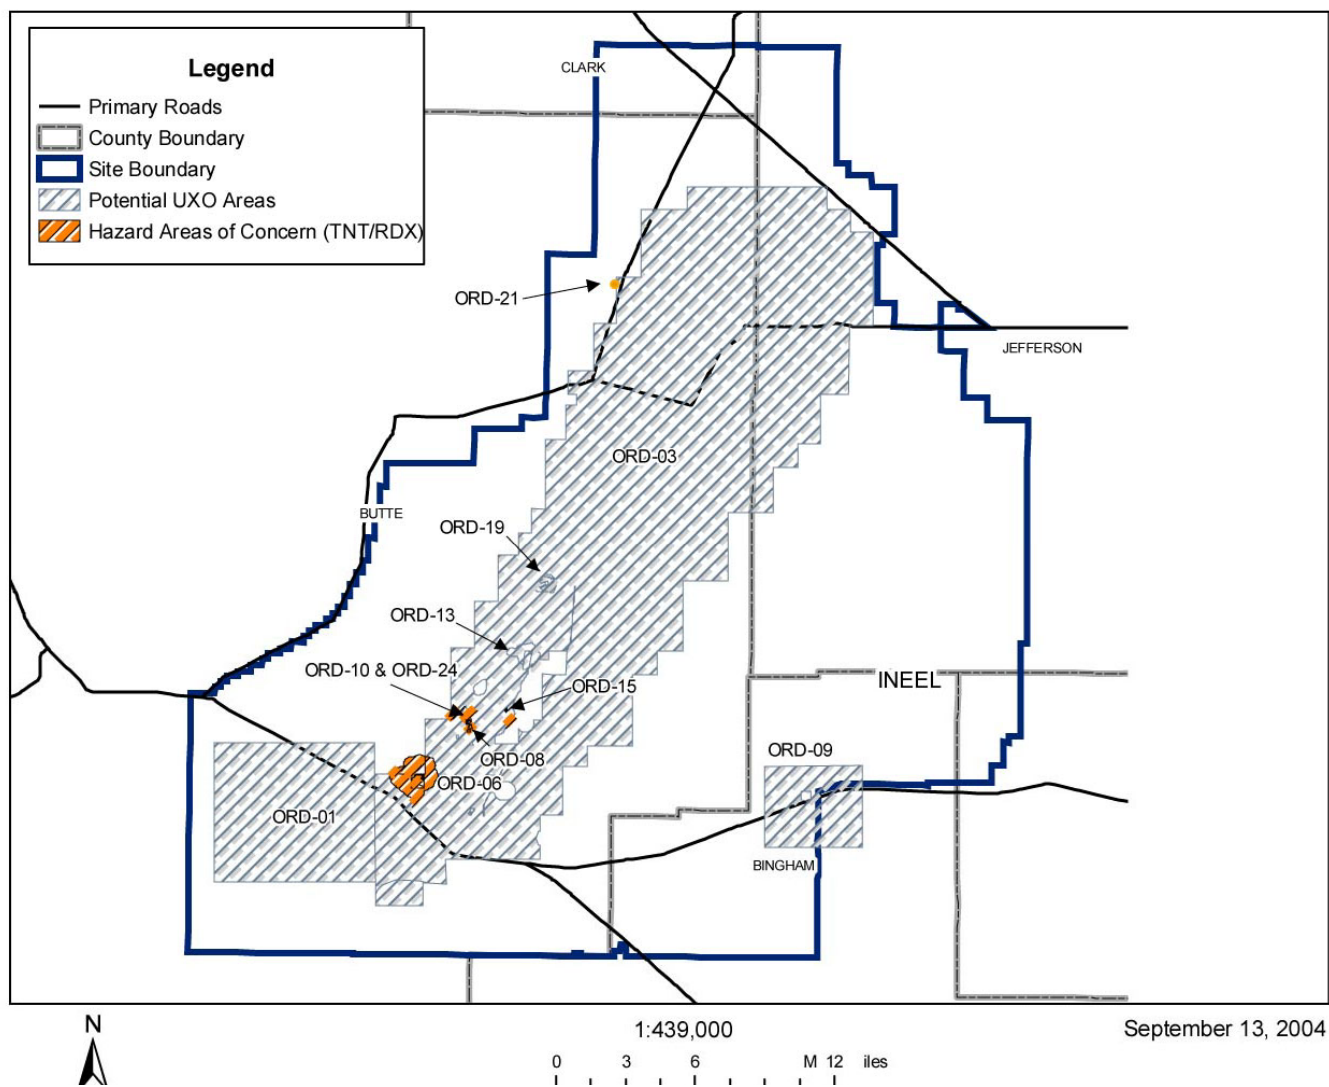 Legend
Primary Roads
County Boundary
Site Boundary
Potential UXO Areas
Hazard Areas of Concern (TNT/RDX)
CLARK
ORD-21
JEFFERSON
ORD-03
BUTTE
ORD-19
ORD-13
ORD-10 & ORD-24
INEEL
ORD-15
ORD-08
ORD-09
ORD-06
ORD-01
BINGHAM
N
1:439,000
September 13, 2004
0 3 6 M 12 iles